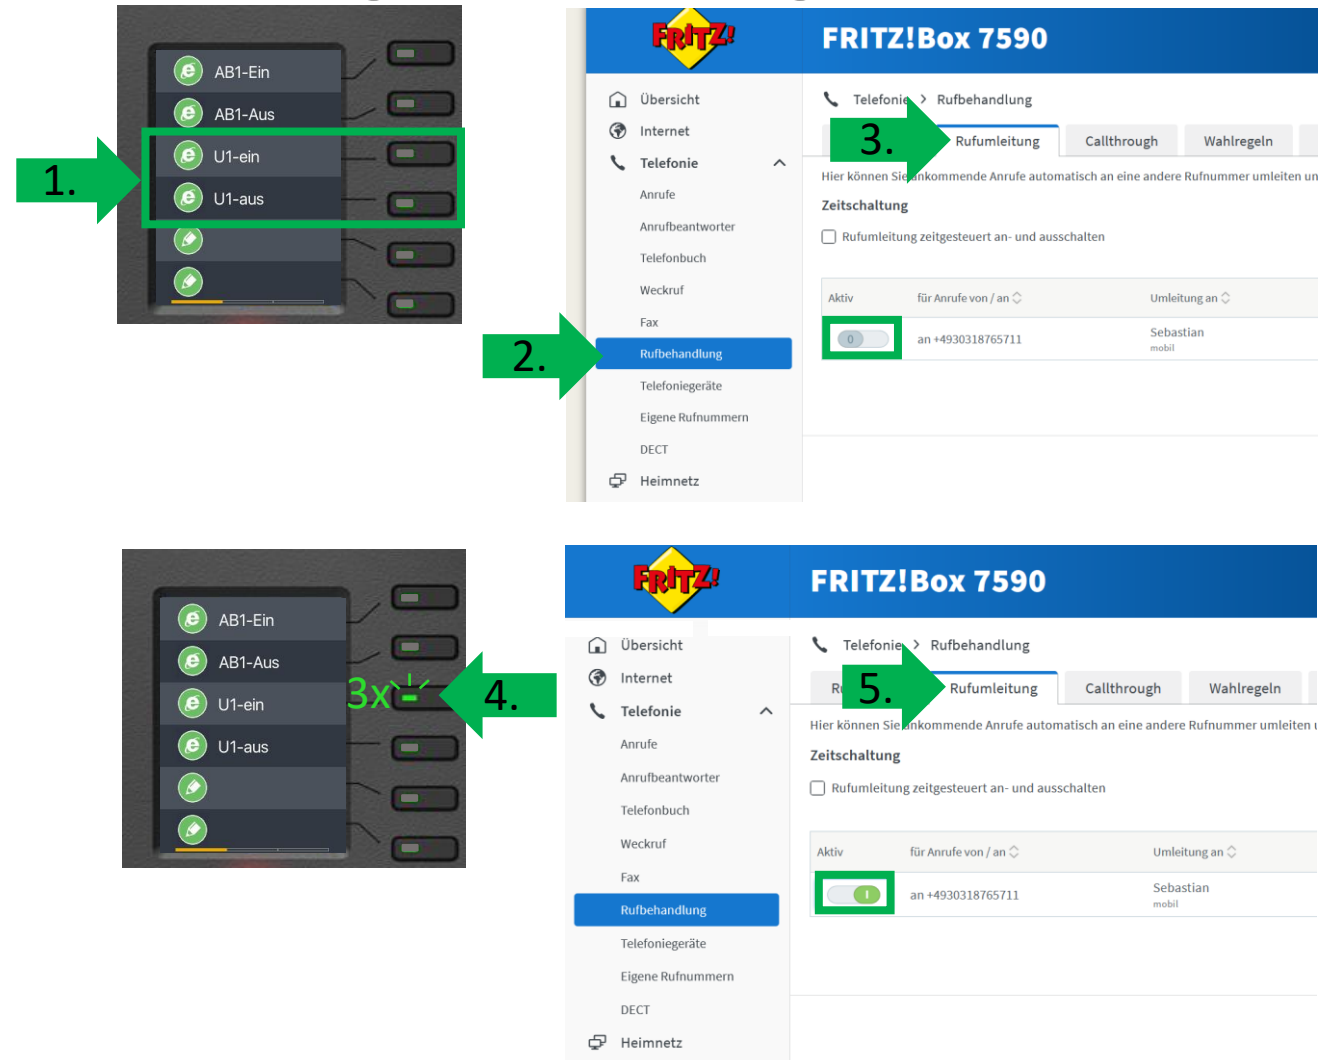 AB1-Ein
AB1-Aus
U1-ein
U1-aus
1.
FRITZ!
FRITZ!Box 7590
Übersicht
Internet
Telefonie
Anrufe
Anrufbeantworter
Telefonbuch
Weckruf
Fax
Rufbehandlung
Telefoniegeräte
Eigene Rufnummern
DECT
Heimnetz
2.
Telefonie > Rufbehandlung
3.
Rufumleitung
Callthrough
Wahlregeln
Hier können Sie ankommende Anrufe automatisch an eine andere Rufnummer umleiten un
Zeitschaltung
Rufumleitung zeitgesteuert an- und ausschalten
Aktiv für Anrufe von / an Umleitung an
0 an +4930318765711 Sebastian
mobil
AB1-Ein
AB1-Aus
U1-ein
U1-aus
3x
4.
FRITZ!
FRITZ!Box 7590
Übersicht
Internet
Telefonie
Anrufe
Anrufbeantworter
Telefonbuch
Weckruf
Fax
Rufbehandlung
Telefoniegeräte
Eigene Rufnummern
DECT
Heimnetz
Telefonie > Rufbehandlung
5.
Rufumleitung
Callthrough
Wahlregeln
Hier können Sie ankommende Anrufe automatisch an eine andere Rufnummer umleiten
Zeitschaltung
Rufumleitung zeitgesteuert an- und ausschalten
Aktiv für Anrufe von / an Umleitung an
I an +4930318765711 Sebastian
mobil